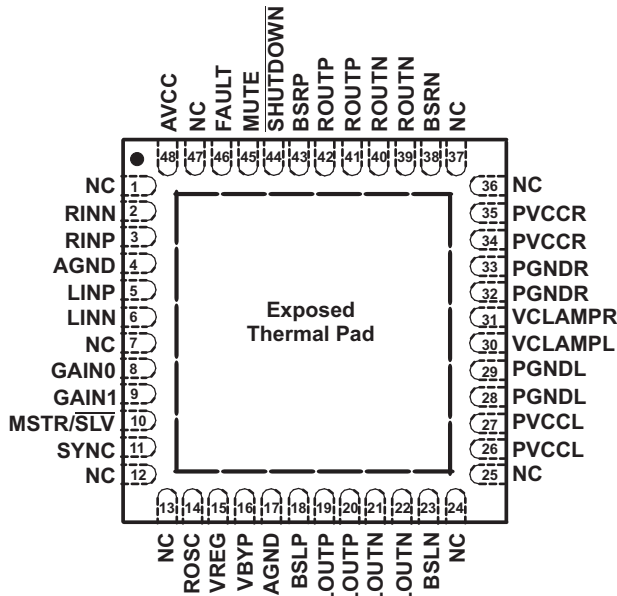 AVCC
NC
FAULT
MUTE
SHUTDOWN
BSRP
ROUTP
ROUTP
ROUTN
ROUTN
BSRN
NC
48 47 46 45 44 43 42 41 40 39 38 37
NC 1
RINN 2
RINP 3
AGND 4
LINP 5
LINN 6
NC 7
GAIN0 8
GAIN1 9
MSTR/SLV 10
SYNC 11
NC 12
Exposed
Thermal Pad
36 NC
35 PVCCR
34 PVCCR
33 PGNDR
32 PGNDR
31 VCLAMPR
30 VCLAMPL
29 PGNDL
28 PGNDL
27 PVCCL
26 PVCCL
25 NC
13 14 15 16 17 18 19 20 21 22 23 24
NC
ROSC
VREG
VBYP
AGND
BSLP
LOUTP
LOUTP
LOUTN
LOUTN
BSLN
NC